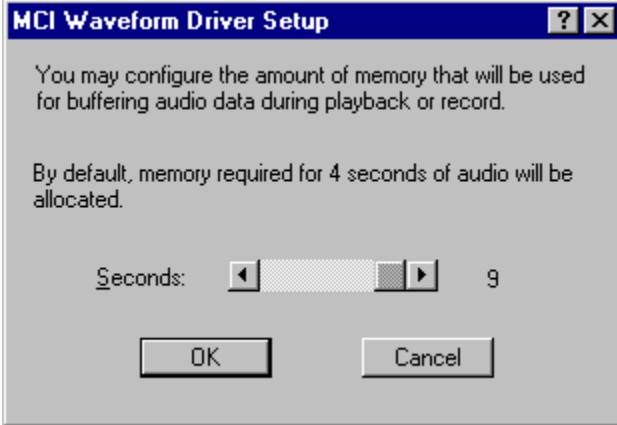 MCI Waveform Driver Setup
You may configure the amount of memory that will be used
for buffering audio data during playback or record.
By default, memory required for 4 seconds of audio will be
allocated.
Seconds: 9
OK Cancel